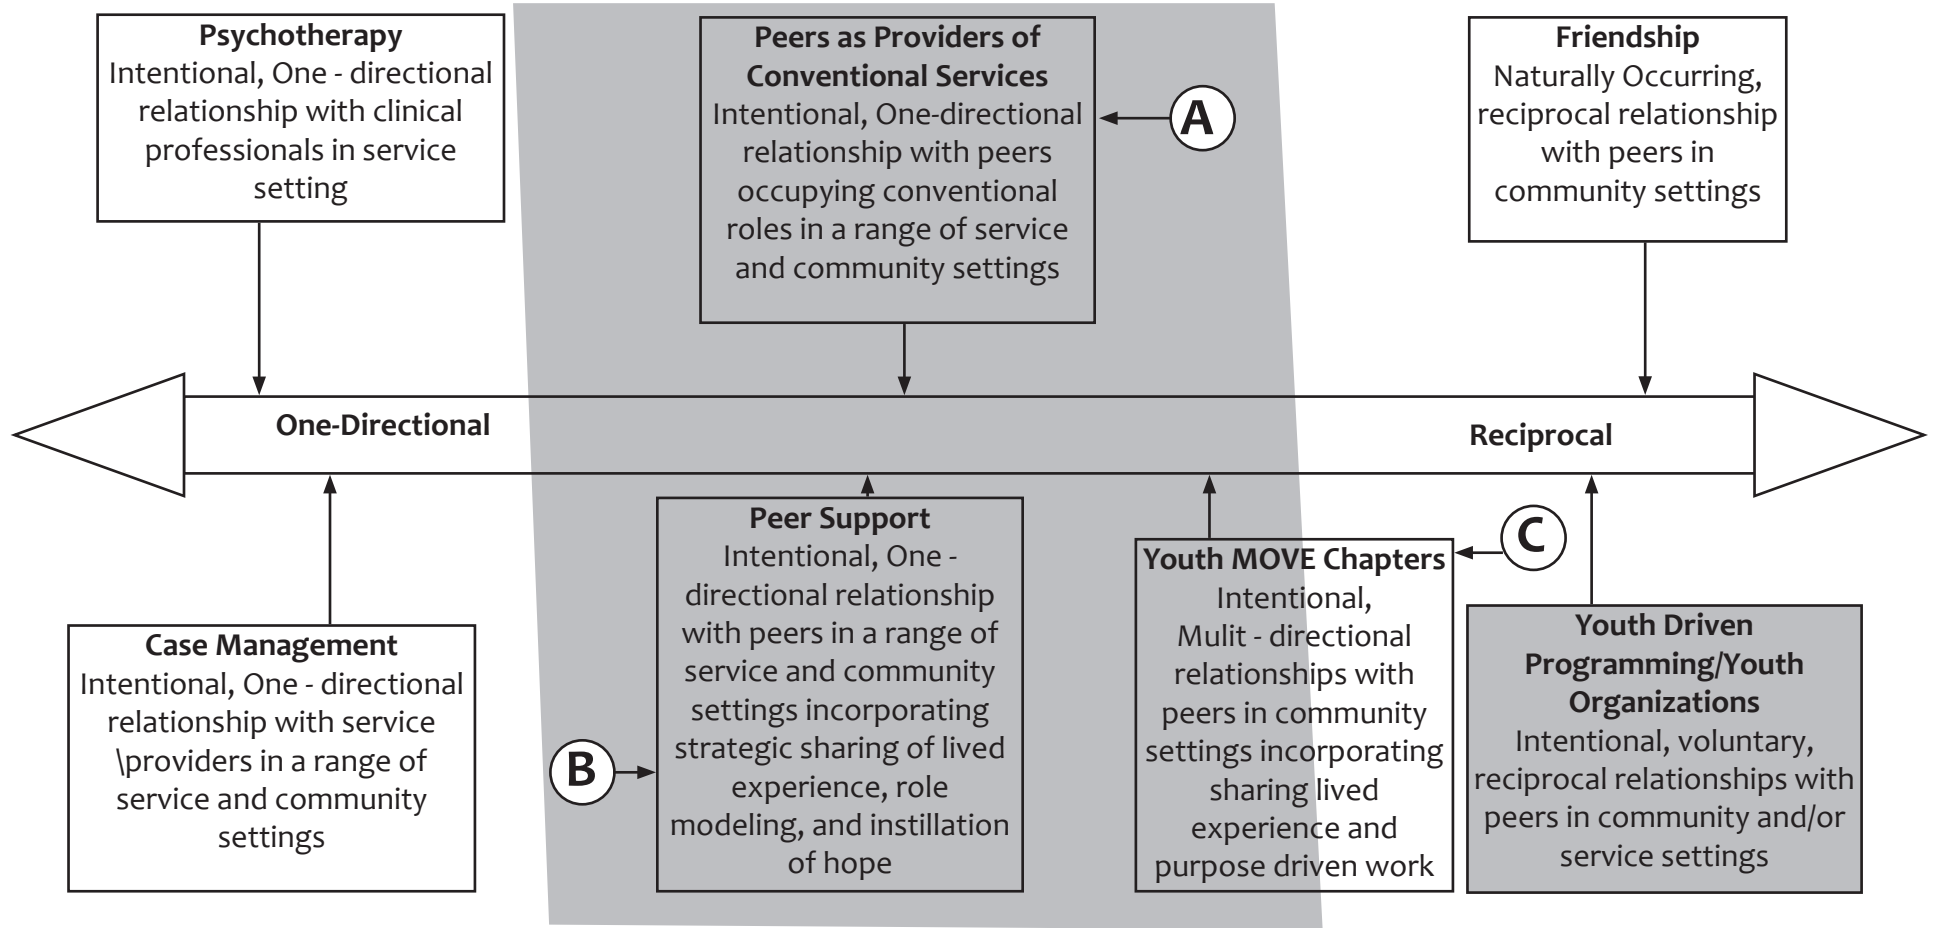 Psychotherapy
Intentional, One - directional
relationship with clinical
professionals in service
setting
Peers as Providers of
Conventional Services
Intentional, One-directional
relationship with peers
occupying conventional
roles in a range of service
and community settings
A
Friendship
Naturally Occurring,
reciprocal relationship
with peers in
community settings
One-Directional
Reciprocal
Case Management
Intentional, One - directional
relationship with service
\providers in a range of
service and community
settings
B
Peer Support
Intentional, One -
directional relationship
with peers in a range of
service and community
settings incorporating
strategic sharing of lived
experience, role
modeling, and instillation
of hope
Youth MOVE Chapters
Intentional,
Mulit - directional
relationships with
peers in community
settings incorporating
sharing lived
experience and
purpose driven work
C
Youth Driven
Programming/Youth
Organizations
Intentional, voluntary,
reciprocal relationships with
peers in community and/or
service settings